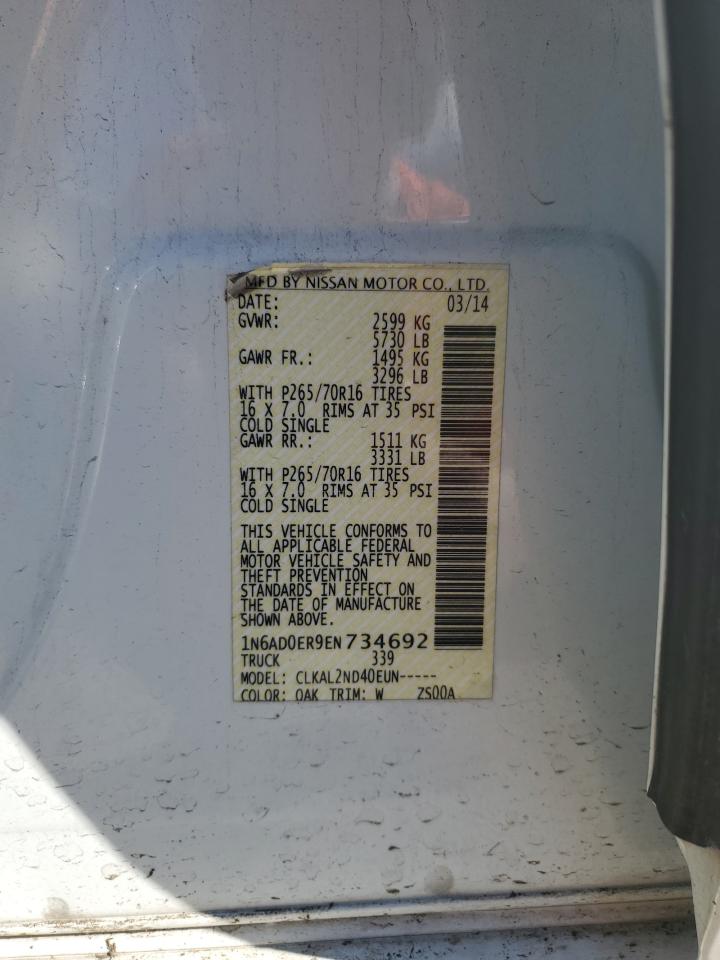 MFD BY NISSAN MOTOR CO., LTD.
DATE: 03/14
GVWR: 2599 KG
5730 LB
GAWR FR.: 1495 KG
3296 LB
WITH P265/70R16 TIRES
16 X 7.0 RIMS AT 35 PSI
COLD SINGLE
GAWR RR.: 1511 KG
3331 LB
WITH P265/70R16 TIRES
16 X 7.0 RIMS AT 35 PSI
COLD SINGLE
THIS VEHICLE CONFORMS TO
ALL APPLICABLE FEDERAL
MOTOR VEHICLE SAFETY AND
THEFT PREVENTION
STANDARDS IN EFFECT ON
THE DATE OF MANUFACTURE
SHOWN ABOVE.
1N6AD0ER9EN734692
TRUCK 339
MODEL: CLKAL2ND40EUN-----
COLOR: QAK TRIM: W ZS00A